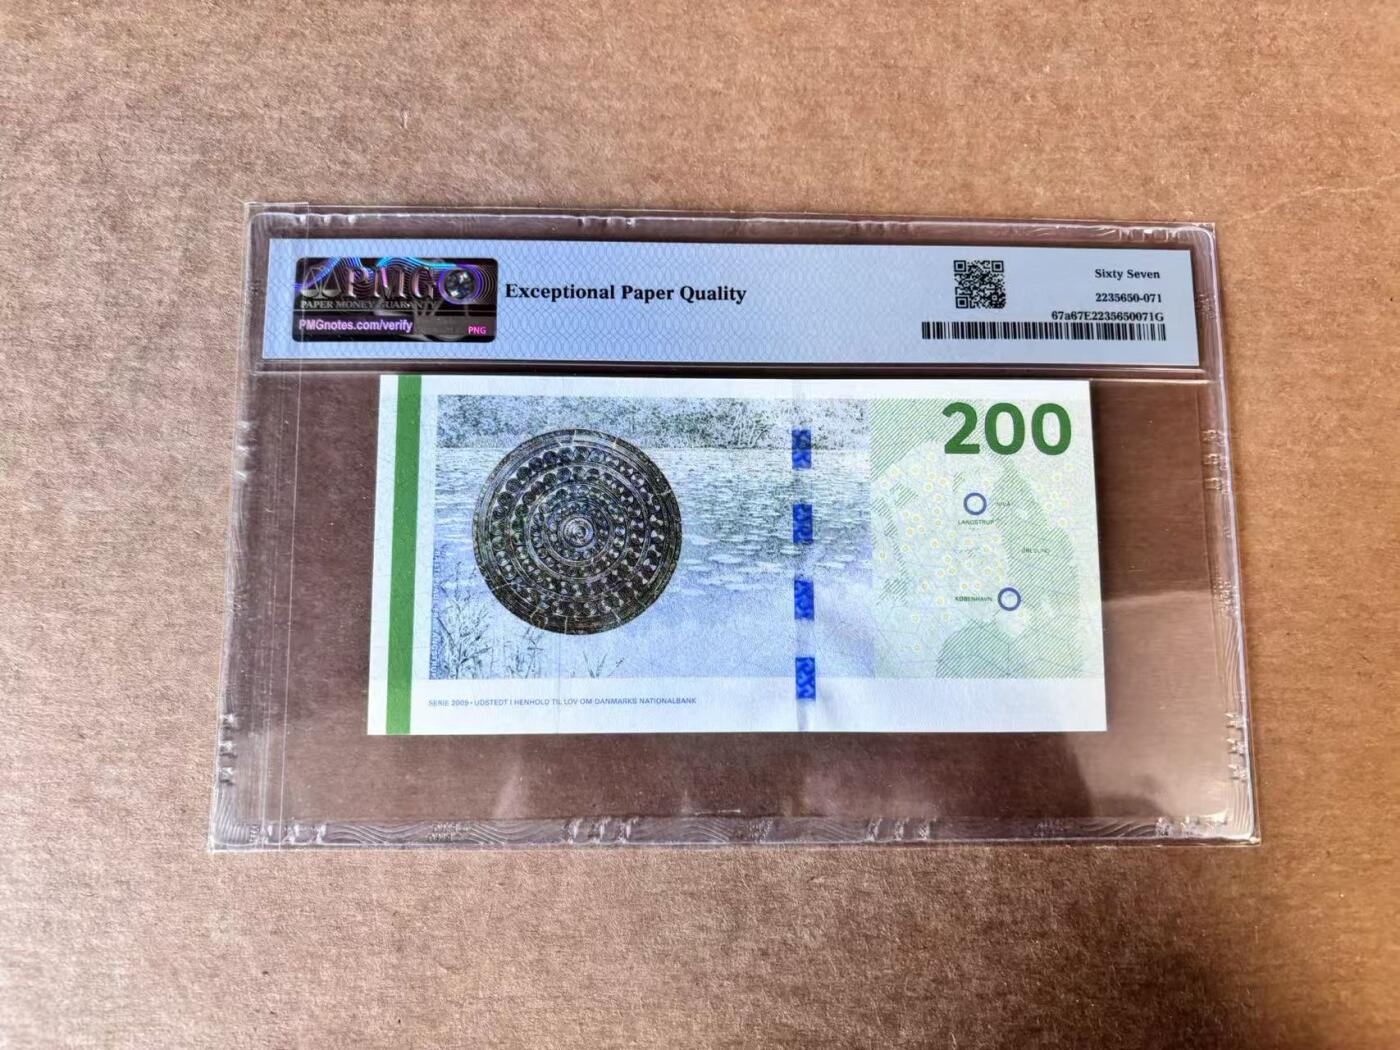 PMG
PAPER MONEY GUARANTY
PMGnotes.com/verify
PNG
Exceptional Paper Quality
Sixty Seven
2235650-071
67a67E2235650071G
200
LANGSTRUP
KØBENHAVN
SERIE 2009 • UDSTEDT I HENHOLD TIL LOV OM DANMARKS NATIONALBANK